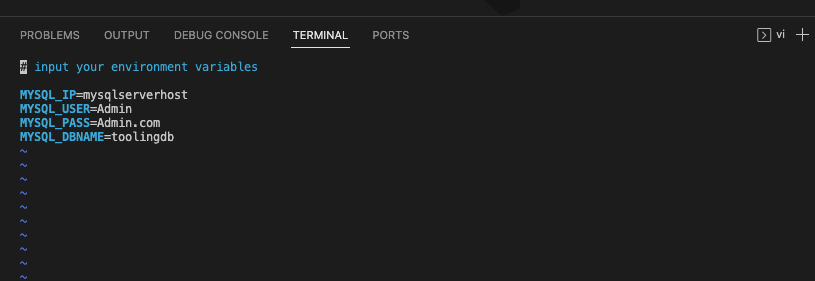 PROBLEMS OUTPUT DEBUG CONSOLE TERMINAL PORTS vi
# input your environment variables
MYSQL_IP=mysqlserverhost
MYSQL_USER=Admin
MYSQL_PASS=Admin.com
MYSQL_DBNAME=toolingdb
~
~
~
~
~
~
~
~
~
~